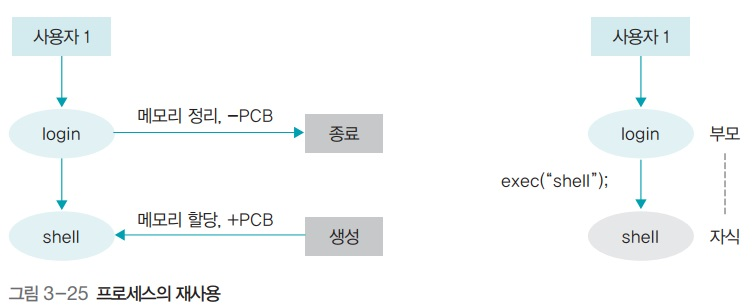 사용자 1
login
메모리 정리, −PCB
종료
shell
메모리 할당, +PCB
생성
사용자 1
login
부모
exec(“shell”);
shell
자식
그림 3-25 프로세스의 재사용